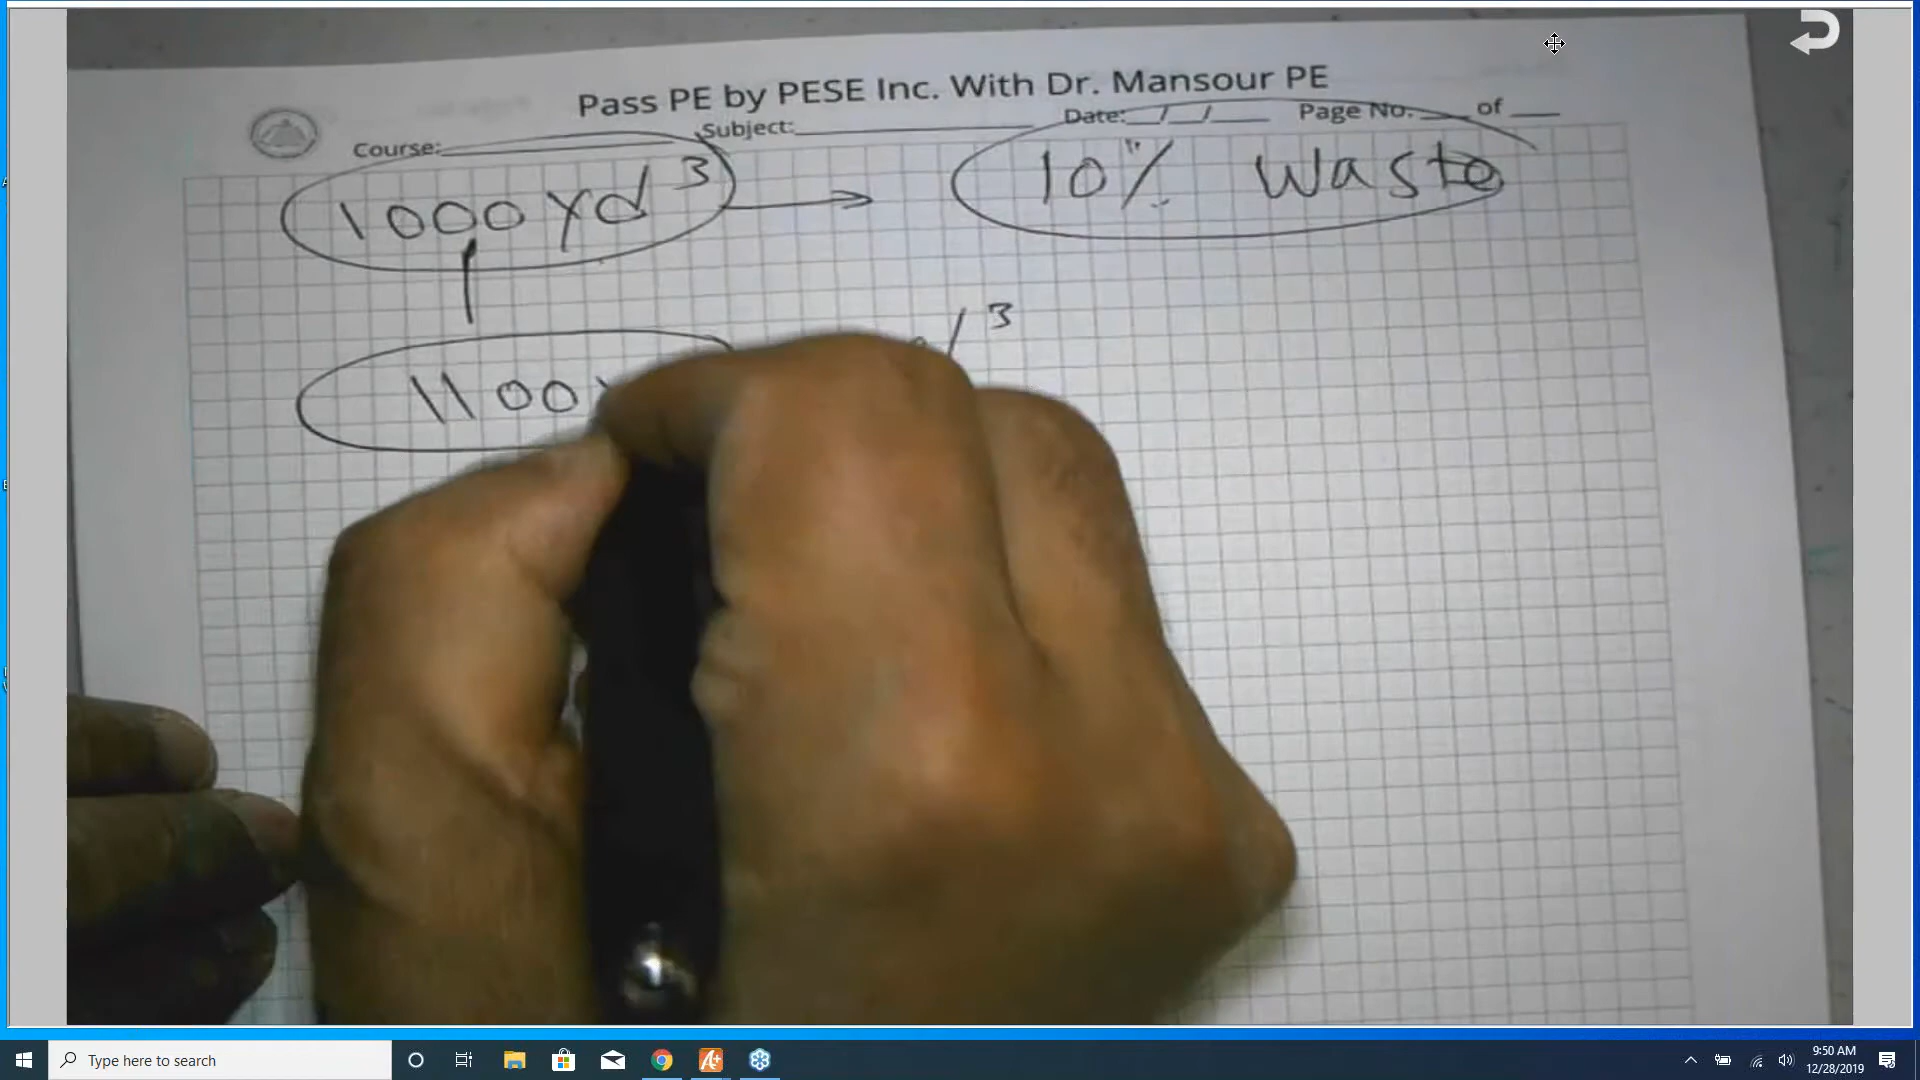 Pass PE by PESE Inc. With Dr. Mansour PE
Course: Subject: Date: / / Page No. of
1000 yd3 → 10% Waste
3
1100
Type here to search
9:50 AM
12/28/2019